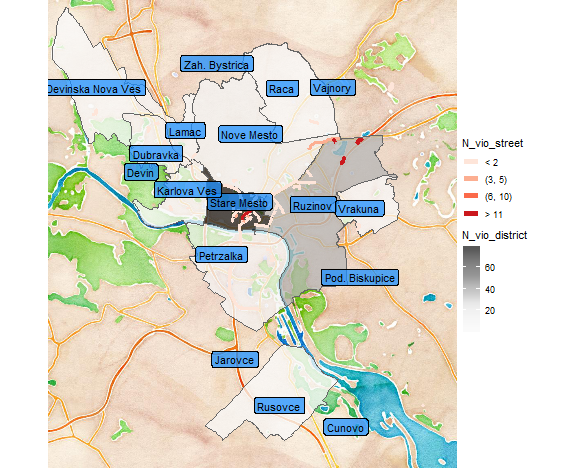 Zah. Bystrica
Devinska Nova Ves
Raca
Vajnory
Lamac
Nove Mesto
Dubravka
Devin
Karlova Ves
Stare Mesto
Ruzinov
Vrakuna
Petrzalka
Pod. Biskupice
Jarovce
Rusovce
Cunovo
N_vio_street
< 2
(3, 5)
(6, 10)
> 11
N_vio_district
60
40
20